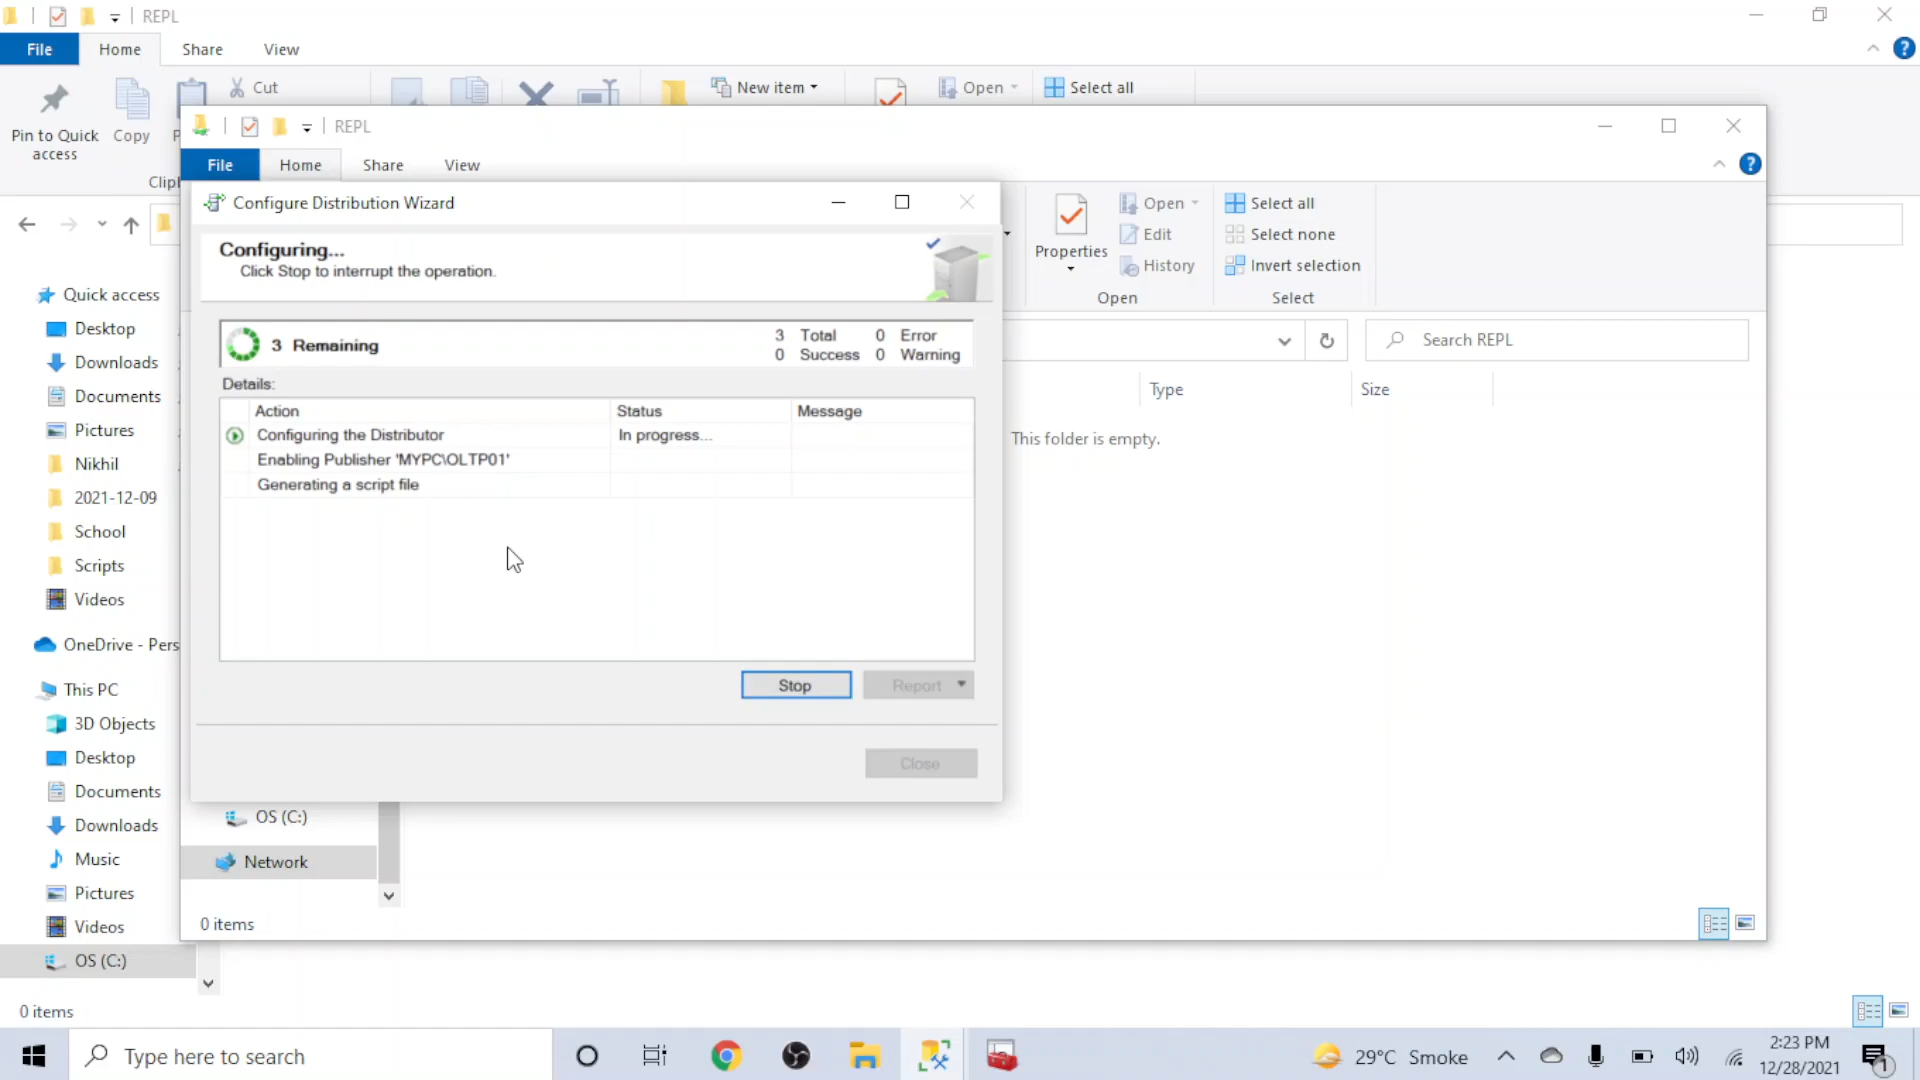 REPL
File Home Share View
Cut
New item
Open
Select all
Pin to Quick access
Copy
REPL
File Home Share View
Configure Distribution Wizard
Configuring...
Click Stop to interrupt the operation.
3 Remaining
3 Total 0 Error
0 Success 0 Warning
Details:
Action Status Message
Configuring the Distributor In progress...
Enabling Publisher 'MYPC\OLTP01'
Generating a script file
Stop Report
Close
Properties
Open
Edit
History
Open
Select all
Select none
Invert selection
Select
Search REPL
Type Size
This folder is empty.
Quick access
Desktop
Downloads
Documents
Pictures
Nikhil
2021-12-09
School
Scripts
Videos
OneDrive - Pers
This PC
3D Objects
Desktop
Documents
Downloads
Music
Pictures
Videos
OS (C:)
OS (C:)
Network
0 items
0 items
Type here to search
29°C Smoke
2:23 PM
12/28/2021
1